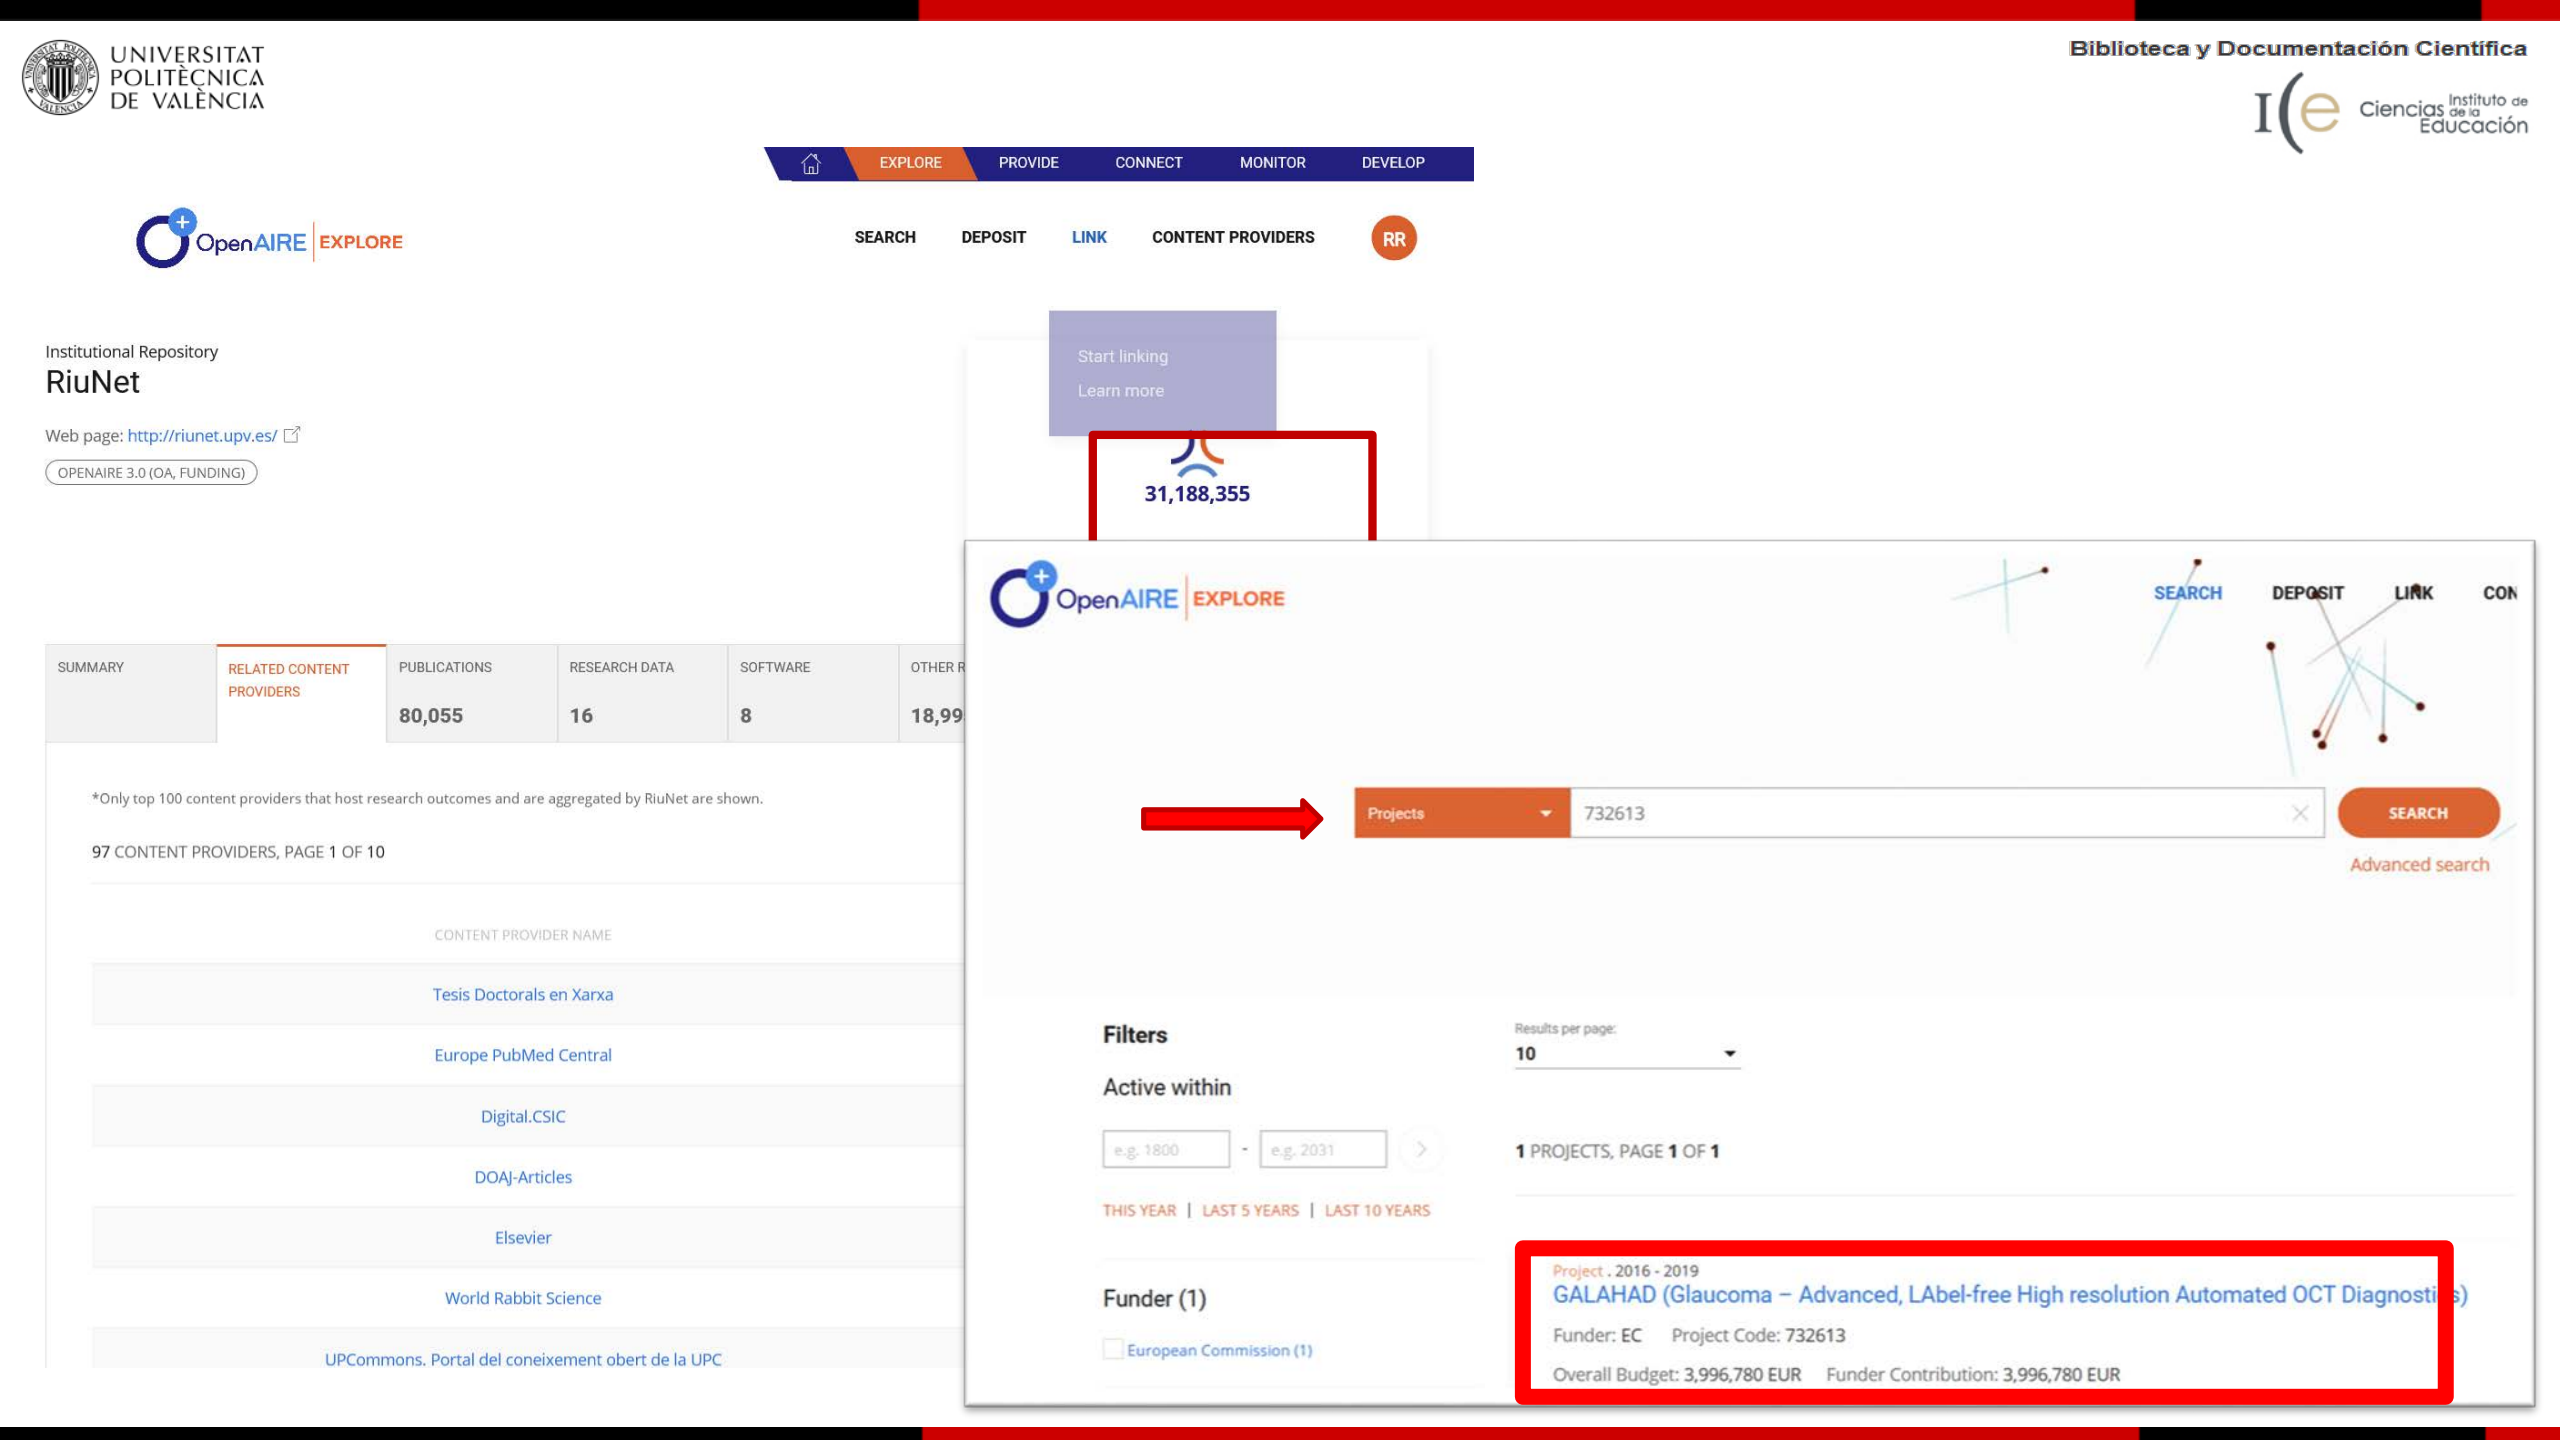 UNIVERSITAT
POLITÈCNICA
DE VALÈNCIA
Biblioteca y Documentación Científica
Instituto de
Ciencias de la
Educación
EXPLORE PROVIDE CONNECT MONITOR DEVELOP
OpenAIRE EXPLORE
SEARCH DEPOSIT LINK CONTENT PROVIDERS RR
Start linking
Learn more
Institutional Repository
RiuNet
Web page: http://riunet.upv.es/
OPENAIRE 3.0 (OA, FUNDING)
31,188,355
SUMMARY RELATED CONTENT PROVIDERS PUBLICATIONS RESEARCH DATA SOFTWARE OTHER R
80,055 16 8 18,99
*Only top 100 content providers that host research outcomes and are aggregated by RiuNet are shown.
97 CONTENT PROVIDERS, PAGE 1 OF 10
CONTENT PROVIDER NAME
Tesis Doctorals en Xarxa
Europe PubMed Central
Digital.CSIC
DOAJ-Articles
Elsevier
World Rabbit Science
UPCommons. Portal del coneixement obert de la UPC
OpenAIRE EXPLORE
SEARCH DEPOSIT LINK CON
Projects 732613 SEARCH
Advanced search
Filters
Active within
e.g. 1800 - e.g. 2031
THIS YEAR | LAST 5 YEARS | LAST 10 YEARS
Funder (1)
European Commission (1)
Results per page:
10
1 PROJECTS, PAGE 1 OF 1
Project . 2016 - 2019
GALAHAD (Glaucoma – Advanced, LAbel-free High resolution Automated OCT Diagnostics)
Funder: EC Project Code: 732613
Overall Budget: 3,996,780 EUR Funder Contribution: 3,996,780 EUR